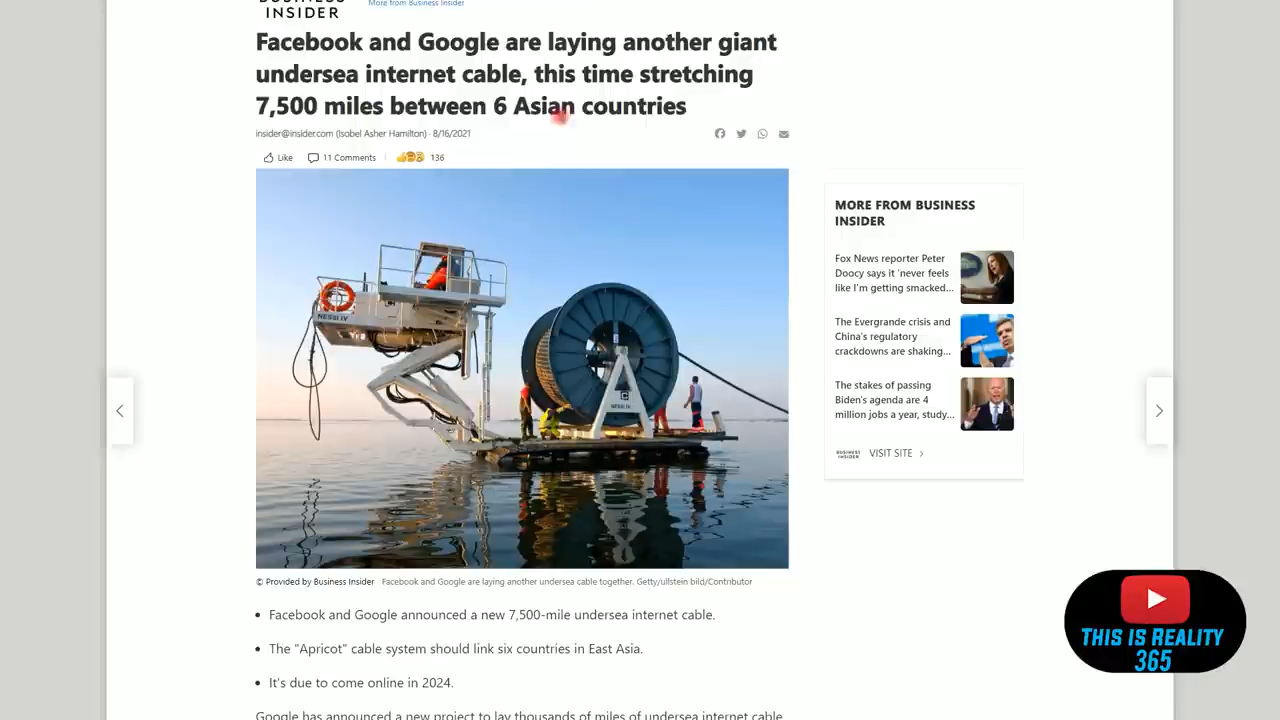 BUSINESS
INSIDER
More from Business Insider
Facebook and Google are laying another giant
undersea internet cable, this time stretching
7,500 miles between 6 Asian countries
insider@insider.com (Isobel Asher Hamilton) · 8/16/2021
Like
11 Comments
136
NESSI IV
NESSI IV
© Provided by Business Insider Facebook and Google are laying another undersea cable together. Getty/ullstein bild/Contributor
• Facebook and Google announced a new 7,500-mile undersea internet cable.
• The "Apricot" cable system should link six countries in East Asia.
• It's due to come online in 2024.
Google has announced a new project to lay thousands of miles of undersea internet cable
MORE FROM BUSINESS
INSIDER
Fox News reporter Peter
Doocy says it 'never feels
like I'm getting smacked...
The Evergrande crisis and
China's regulatory
crackdowns are shaking...
The stakes of passing
Biden's agenda are 4
million jobs a year, study...
BUSINESS
INSIDER
VISIT SITE
THIS IS REALITY
365